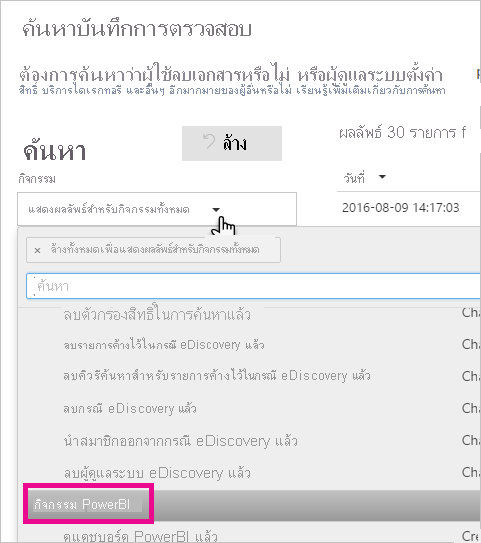 ค้นหาบันทึกการตรวจสอบ
ต้องการค้นหาว่าผู้ใช้ลบเอกสารหรือไม่ หรือผู้ดูแลระบบตั้งค่า
สิทธิ์ บริการไดเรกทอรี และอื่นๆ อีกมากมายของผู้อื่นหรือไม่ เรียนรู้เพิ่มเติมเกี่ยวกับการค้นหา
ค้นหา
ล้าง
ผลลัพธ์ 30 รายการ f
กิจกรรม
วันที่
แสดงผลลัพธ์สำหรับกิจกรรมทั้งหมด
2016-08-09 14:17:03
× ล้างทั้งหมดเพื่อแสดงผลลัพธ์สำหรับกิจกรรมทั้งหมด
ค้นหา
ลบตัวกรองสิทธิ์ในการค้นหาแล้ว Cha
ลบรายการค้างไว้ในกรณี eDiscovery แล้ว Cha
ลบคิวรีค้นหาสำหรับรายการค้างไว้ในกรณี eDiscovery แล้ว Cha
ลบกรณี eDiscovery แล้ว Cha
นำสมาชิกออกจากกรณี eDiscovery แล้ว Cha
ลบผู้ดูแลระบบ eDiscovery แล้ว Cha
กิจกรรม PowerBI
ดูแดชบอร์ด PowerBI แล้ว Cre